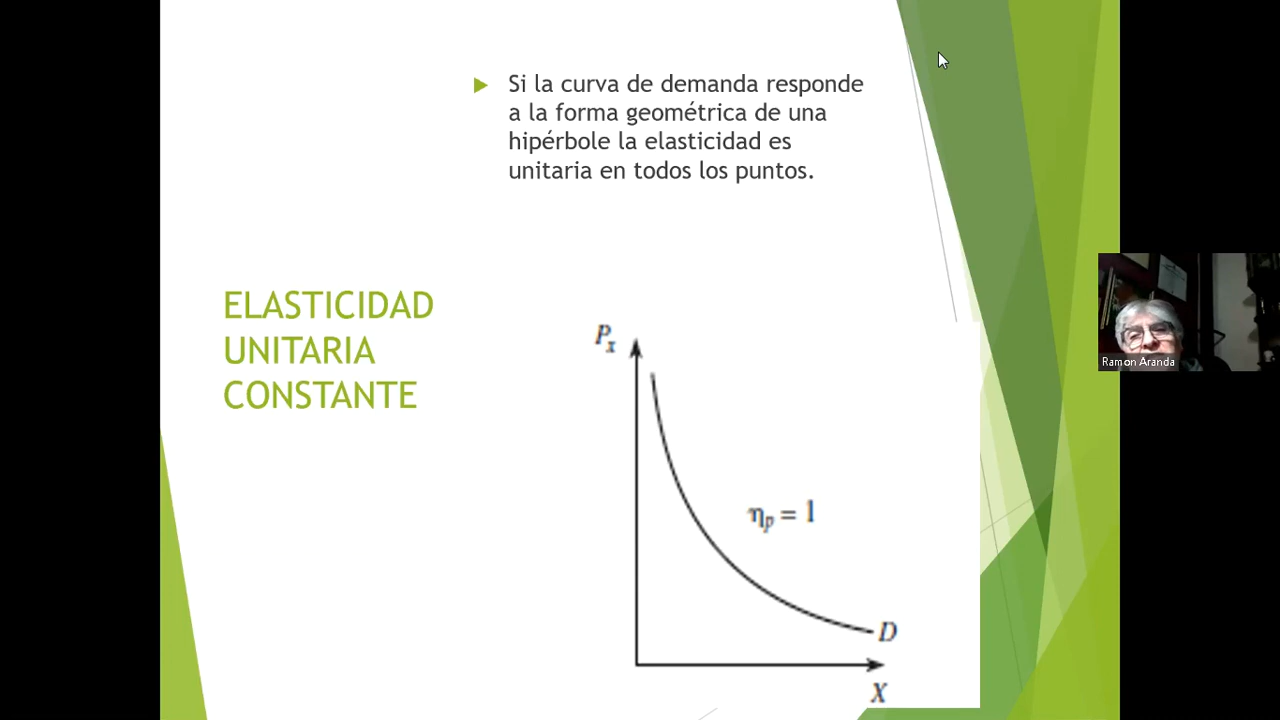 Si la curva de demanda responde
a la forma geométrica de una
hipérbole la elasticidad es
unitaria en todos los puntos.
ELASTICIDAD
UNITARIA
CONSTANTE
Px
ηp = 1
D
X
Ramon Aranda